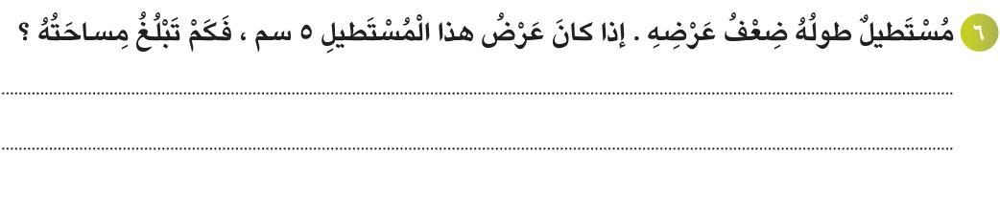 ٦ مُسْتَطيلٌ طولُهُ ضِعْفُ عَرْضِهِ . إذا كانَ عَرْضُ هذا الْمُسْتَطيلِ ٥ سم ، فَكَمْ تَبْلُغُ مِساحَتُهُ ؟